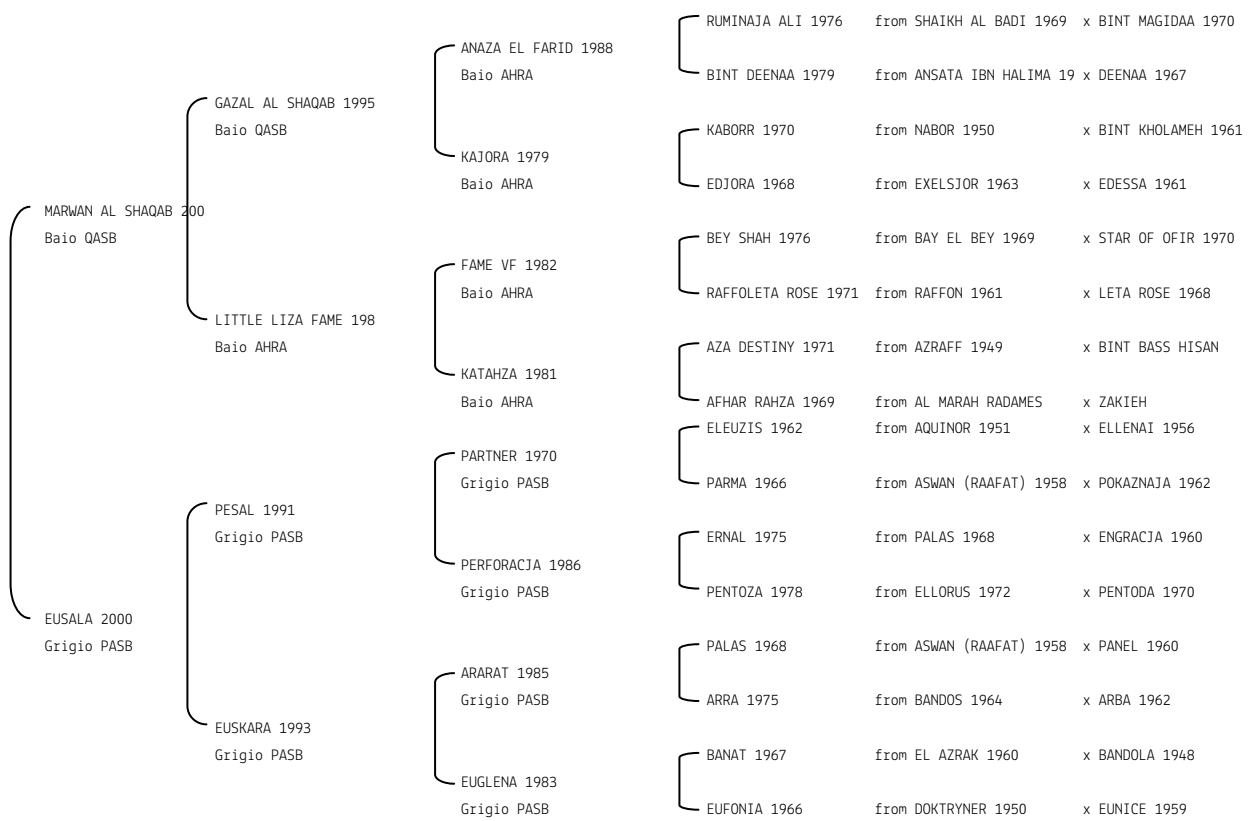 RUMINAJA ALI 1976 from SHAIKH AL BADI 1969 x BINT MAGIDAA 1970
ANAZA EL FARID 1988
Baio AHRA BINT DEENAA 1979 from ANSATA IBN HALIMA 19 x DEENAA 1967
GAZAL AL SHAQAB 1995
Baio QASB KABORR 1970 from NABOR 1950 x BINT KHOLAMEH 1961
KAJORA 1979
Baio AHRA EDJORA 1968 from EXELSJOR 1963 x EDESSA 1961
MARWAN AL SHAQAB 200
Baio QASB BEY SHAH 1976 from BAY EL BEY 1969 x STAR OF OFIR 1970
FAME VF 1982
Baio AHRA RAFFOLETA ROSE 1971 from RAFFON 1961 x LETA ROSE 1968
LITTLE LIZA FAME 198
Baio AHRA AZA DESTINY 1971 from AZRAFF 1949 x BINT BASS HISAN
KATAHZA 1981
Baio AHRA AFHAR RAHZA 1969 from AL MARAH RADAMES x ZAKIEH
ELEUZIS 1962 from AQUINOR 1951 x ELLENAI 1956
PARTNER 1970
Grigio PASB PARMA 1966 from ASWAN (RAAFAT) 1958 x POKAZNAJA 1962
PESAL 1991
Grigio PASB ERNAL 1975 from PALAS 1968 x ENGRACJA 1960
PERFORACJA 1986
Grigio PASB PENTOZA 1978 from ELLORUS 1972 x PENTODA 1970
EUSALA 2000
Grigio PASB PALAS 1968 from ASWAN (RAAFAT) 1958 x PANEL 1960
ARARAT 1985
Grigio PASB ARRA 1975 from BANDOS 1964 x ARBA 1962
EUSKARA 1993
Grigio PASB BANAT 1967 from EL AZRAK 1960 x BANDOLA 1948
EUGLENA 1983
Grigio PASB EUFONIA 1966 from DOKTRYNER 1950 x EUNICE 1959